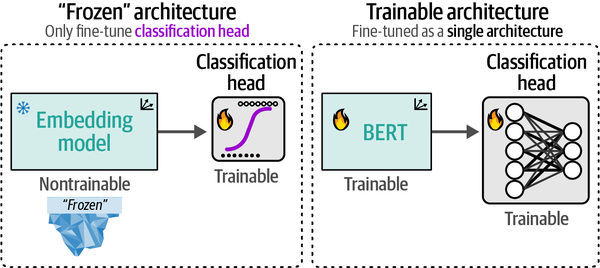 “Frozen” architecture
Only fine-tune classification head
Classification
head
Embedding
model
Nontrainable
Trainable
“Frozen”
Trainable architecture
Fine-tuned as a single architecture
Classification
head
BERT
Trainable
Trainable